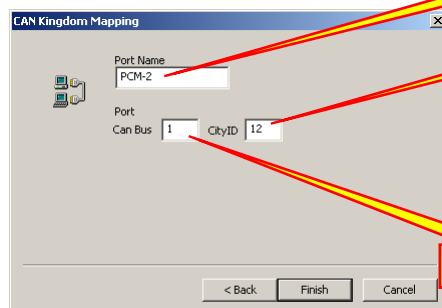 CAN Kingdom Mapping
Port Name
PCM-2
Port
Can Bus 1 CityID 12
< Back Finish Cancel